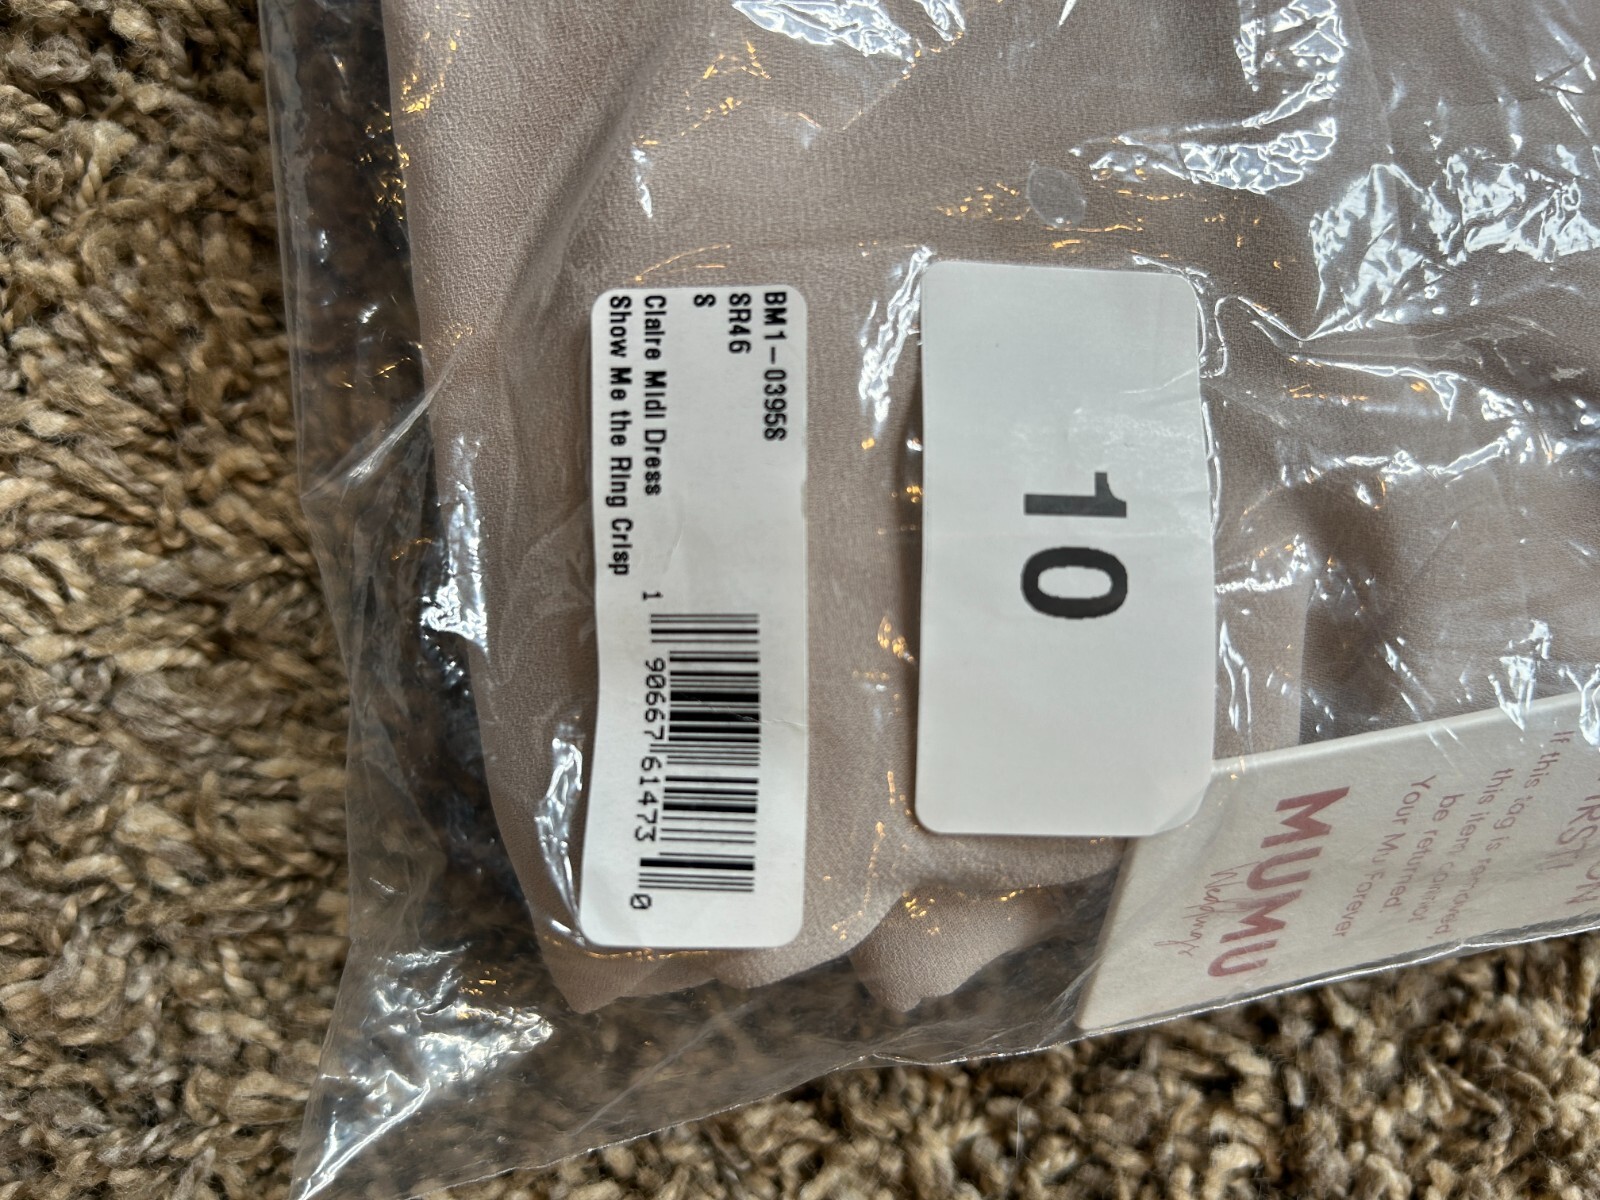 BM1-0395S
SR46
S
Claire Midi Dress
Show Me the Ring Crisp
1 90667 61473 0
10
If this tag is removed,
this item cannot
be returned.
Your Mu Forever
MUMU
Weddings